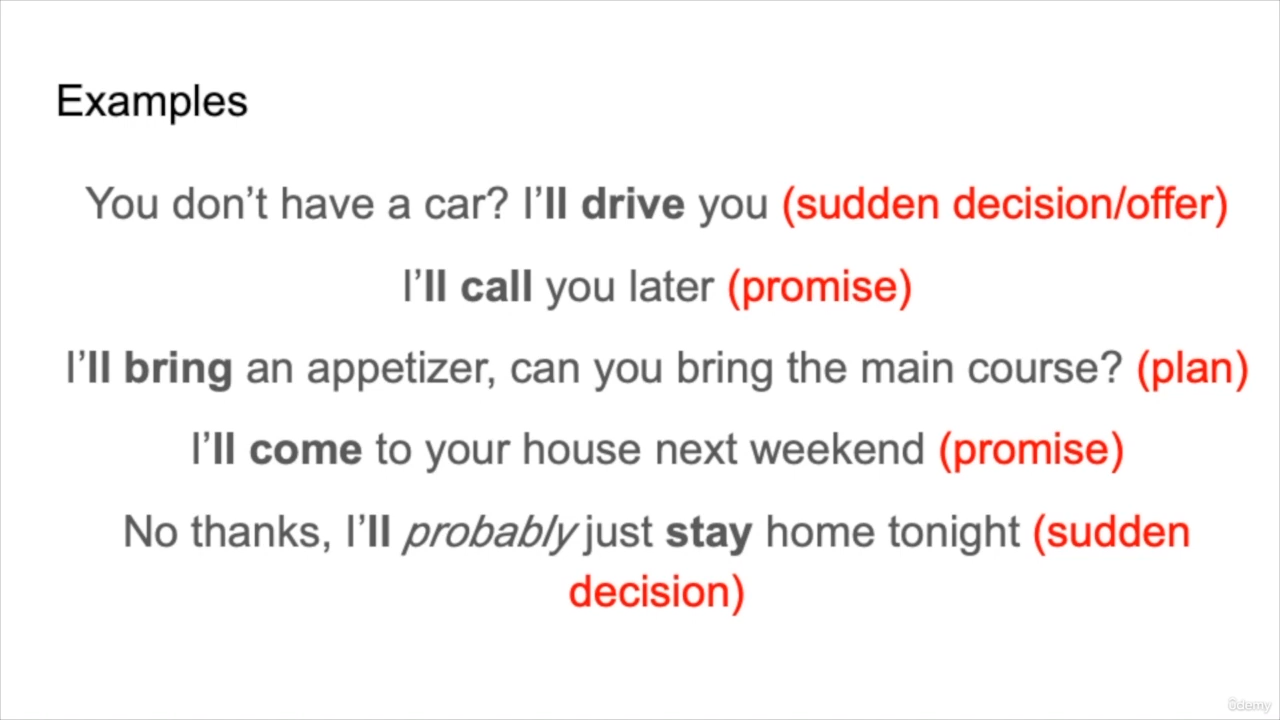 Examples
You don’t have a car? I’ll drive you (sudden decision/offer)
I’ll call you later (promise)
I’ll bring an appetizer, can you bring the main course? (plan)
I’ll come to your house next weekend (promise)
No thanks, I’ll probably just stay home tonight (sudden
decision)
ûdemy